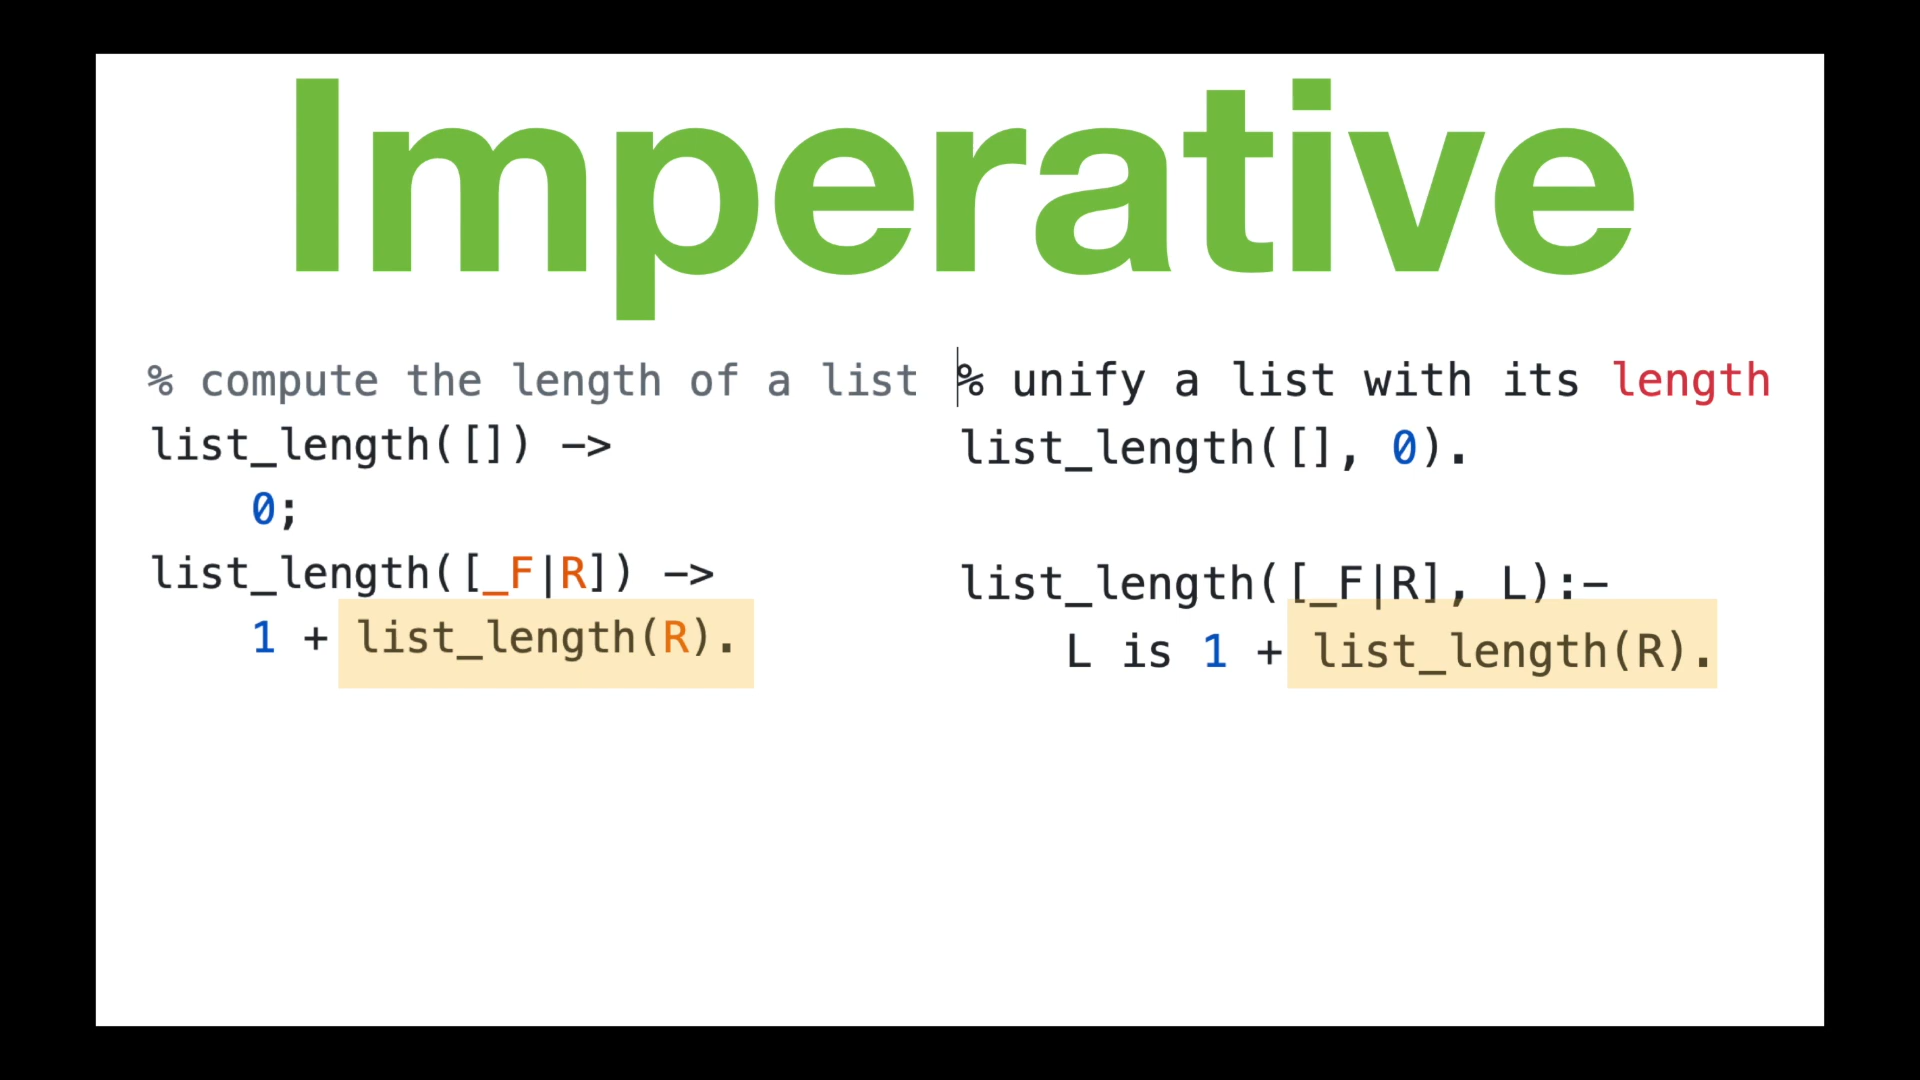 Imperative
% compute the length of a list
list_length([]) ->
    0;
list_length([_F|R]) ->
    1 + list_length(R).
% unify a list with its length
list_length([], 0).
list_length([_F|R], L):-
    L is 1 + list_length(R).